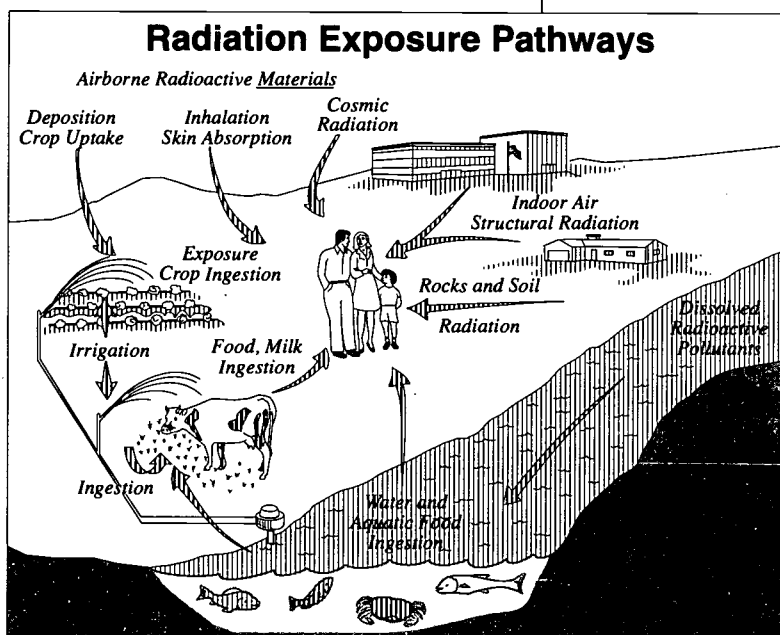 Radiation Exposure Pathways
Airborne Radioactive Materials
Deposition
Crop Uptake
Inhalation
Skin Absorption
Cosmic
Radiation
Indoor Air
Structural Radiation
Exposure
Crop Ingestion
Rocks and Soil
Radiation
Dissolved
Radioactive
Pollutants
Irrigation
Food, Milk
Ingestion
Ingestion
Water and
Aquatic Food
Ingestion